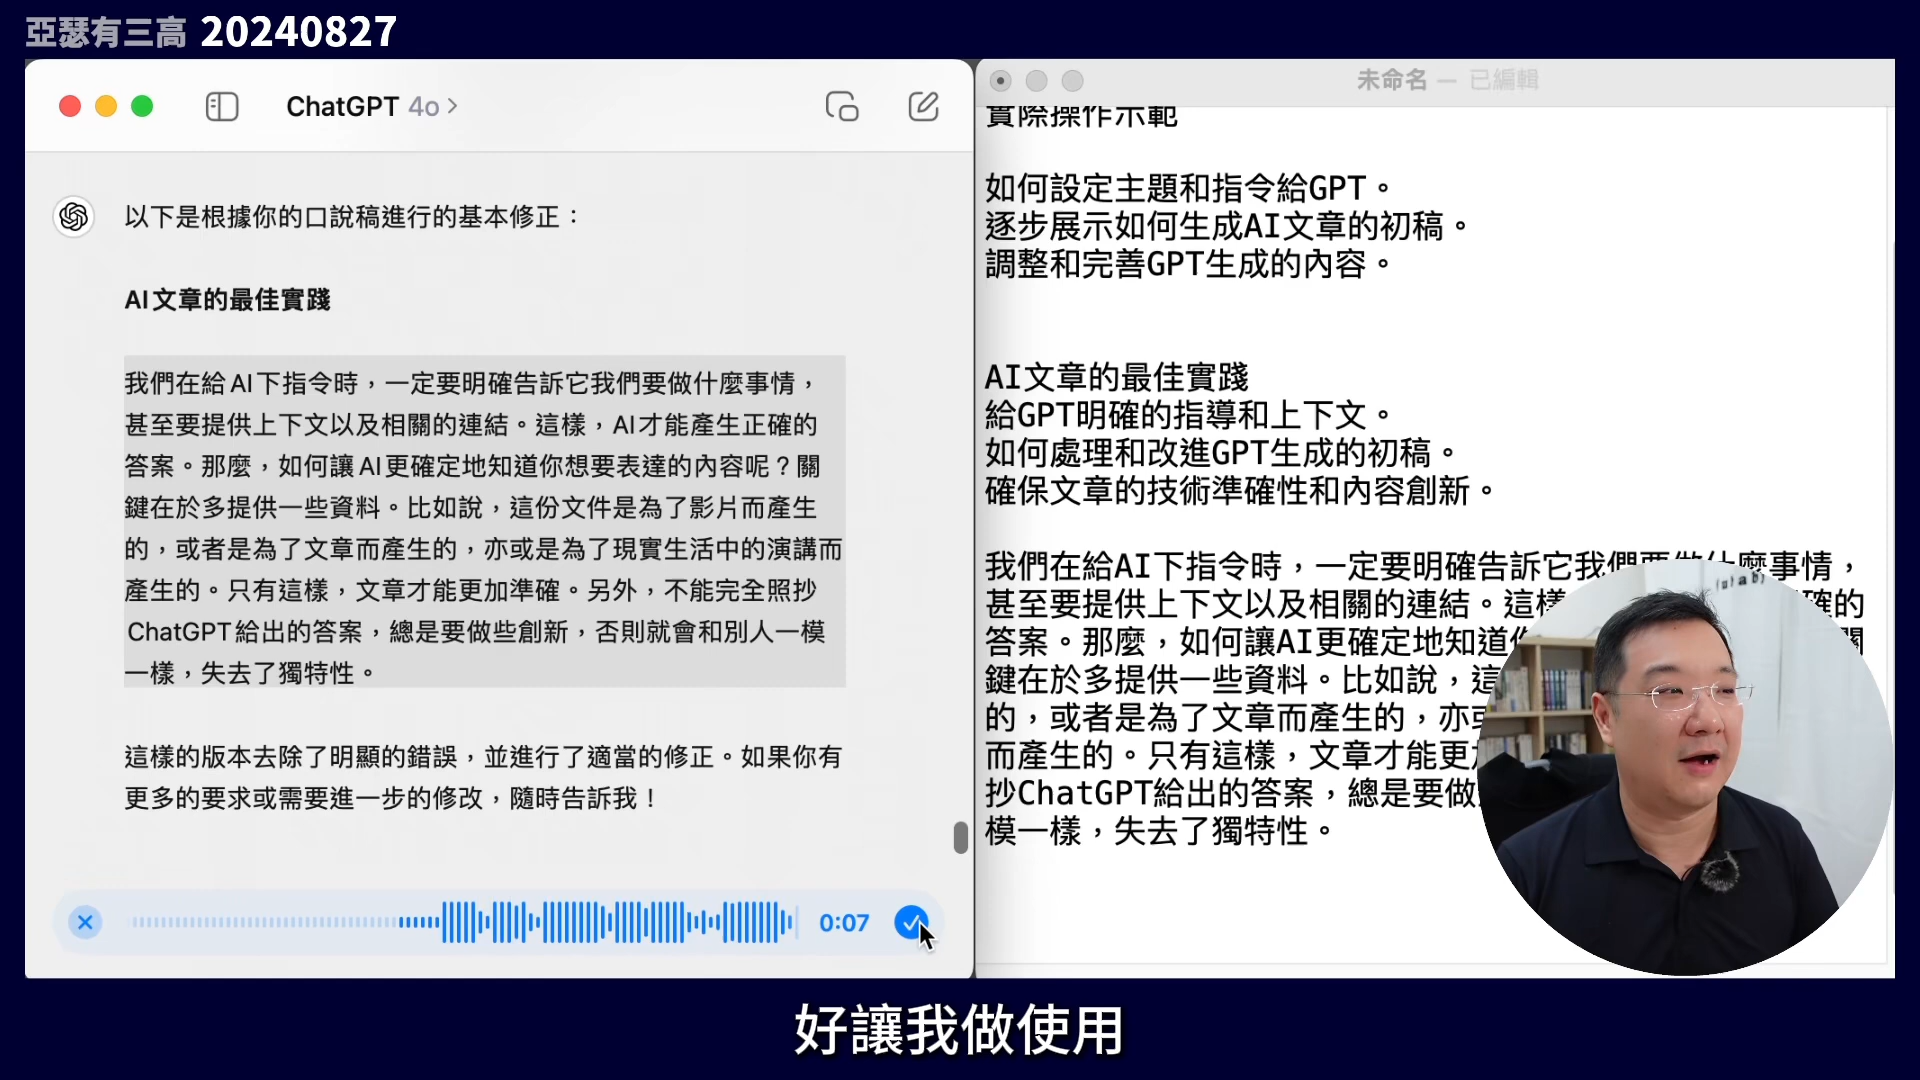 亞瑟有三高 20240827
ChatGPT 4o >
以下是根據你的口說稿進行的基本修正：
AI文章的最佳實踐
我們在給AI下指令時，一定要明確告訴它我們要做什麼事情，
甚至要提供上下文以及相關的連結。這樣，AI才能產生正確的
答案。那麼，如何讓AI更確定地知道你想要表達的內容呢？關
鍵在於多提供一些資料。比如說，這份文件是為了影片而產生
的，或者是為了文章而產生的，亦或是為了現實生活中的演講而
產生的。只有這樣，文章才能更加準確。另外，不能完全照抄
ChatGPT給出的答案，總是要做些創新，否則就會和別人一模
一樣，失去了獨特性。
這樣的版本去除了明顯的錯誤，並進行了適當的修正。如果你有
更多的要求或需要進一步的修改，隨時告訴我！
0:07
未命名 — 已編輯
實際操作示範
如何設定主題和指令給GPT。
逐步展示如何生成AI文章的初稿。
調整和完善GPT生成的內容。
AI文章的最佳實踐
給GPT明確的指導和上下文。
如何處理和改進GPT生成的初稿。
確保文章的技術準確性和內容創新。
我們在給AI下指令時，一定要明確告訴它我們要做什麼事情，
甚至要提供上下文以及相關的連結。這樣 確的
答案。那麼，如何讓AI更確定地知道你 關
鍵在於多提供一些資料。比如說，這
的，或者是為了文章而產生的，亦或
而產生的。只有這樣，文章才能更加
抄ChatGPT給出的答案，總是要做
模一樣，失去了獨特性。
好讓我做使用